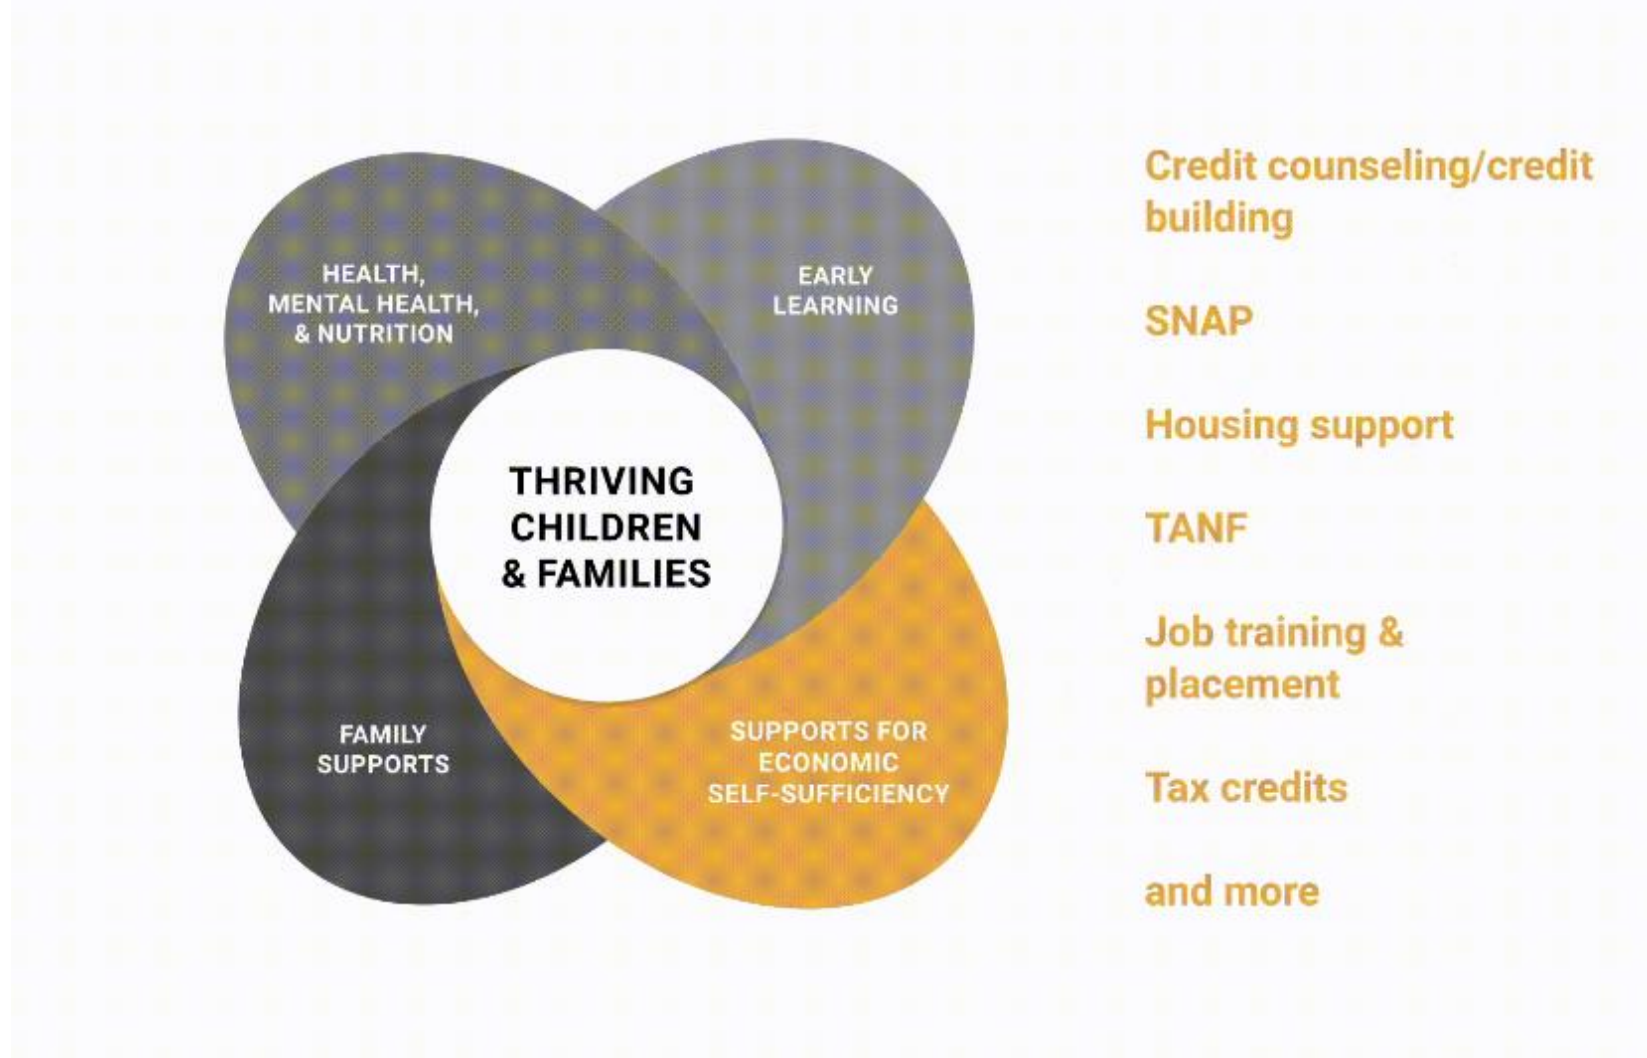 HEALTH,
MENTAL HEALTH,
& NUTRITION
EARLY
LEARNING
THRIVING
CHILDREN
& FAMILIES
FAMILY
SUPPORTS
SUPPORTS FOR
ECONOMIC
SELF-SUFFICIENCY
Credit counseling/credit
building
SNAP
Housing support
TANF
Job training &
placement
Tax credits
and more